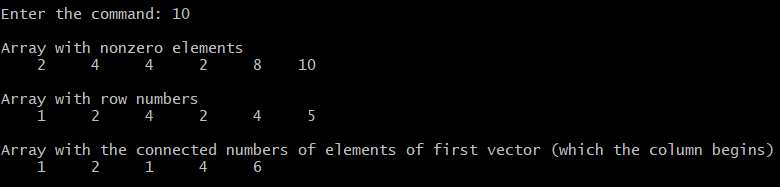 Enter the command: 10
Array with nonzero elements
2 4 4 2 8 10
Array with row numbers
1 2 4 2 4 5
Array with the connected numbers of elements of first vector (which the column begins)
1 2 1 4 6